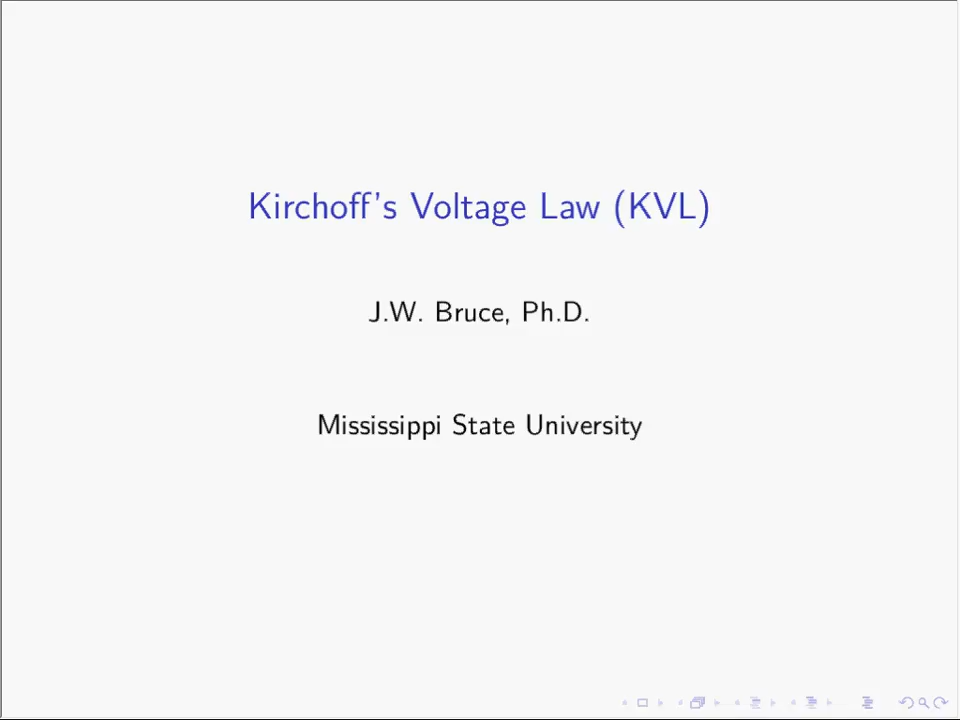 Kirchoff's Voltage Law (KVL)
J.W. Bruce, Ph.D.
Mississippi State University